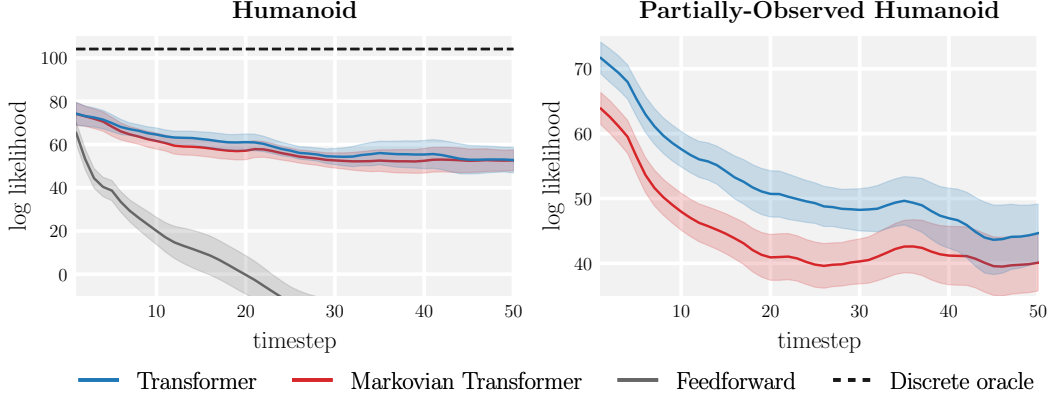 Humanoid
Partially-Observed Humanoid
log likelihood
100
80
60
40
20
0
10
20
30
40
50
timestep
log likelihood
70
60
50
40
10
20
30
40
50
timestep
Transformer
Markovian Transformer
Feedforward
Discrete oracle